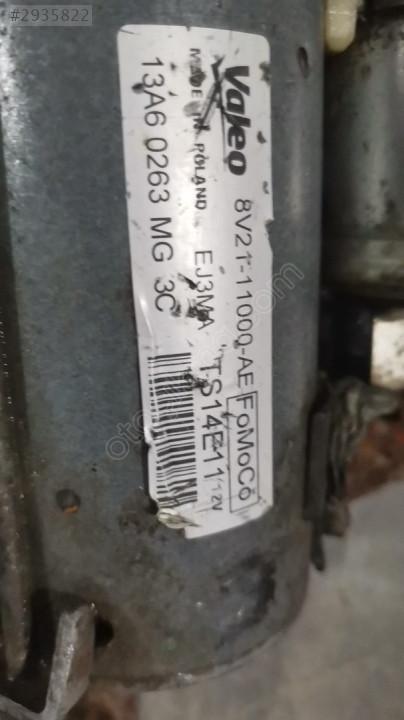 #2935822
Valeo
8V21-11000-AE FoMoCo
MADE IN POLAND
EJ3MA TS14E11 12V
13A6 0263 MG 3C